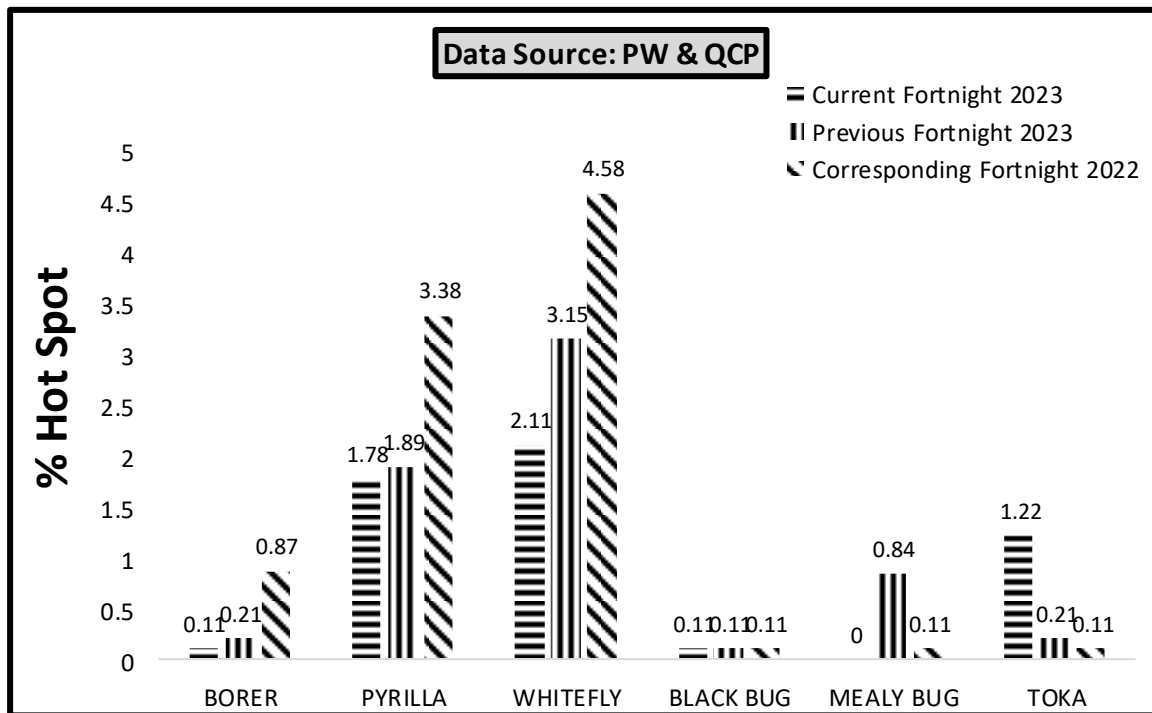 Data Source: PW & QCP
Current Fortnight 2023
Previous Fortnight 2023
Corresponding Fortnight 2022
% Hot Spot
5
4.5
4
3.5
3
2.5
2
1.5
1
0.5
0
0.11 0.21 0.87
1.78 1.89 3.38
2.11 3.15 4.58
0.11 0.11 0.11
0 0.84 0.11
1.22 0.21 0.11
BORER PYRILLA WHITEFLY BLACK BUG MEALY BUG TOKA